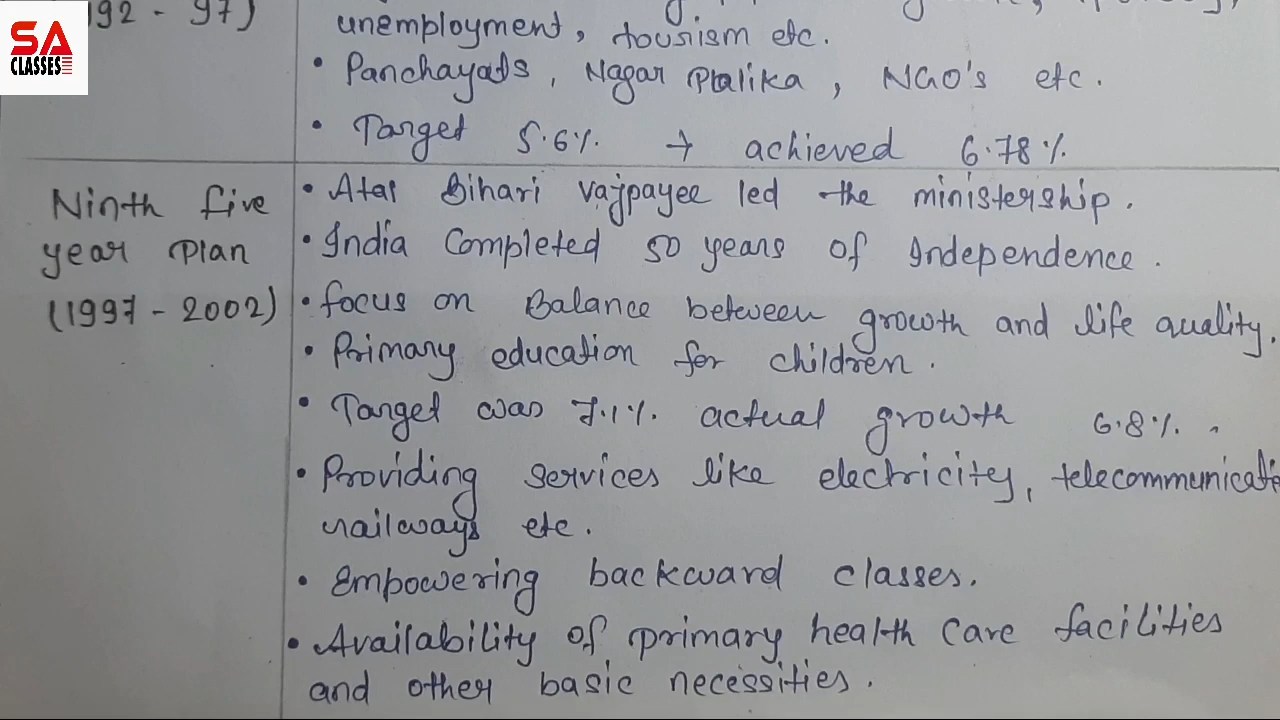 SA
CLASSES
92 - 97)
unemployment, tourism etc.
• Panchayats, Nagar Palika, NGO's etc.
• Target 5.6% → achieved 6.78%
Ninth five
year Plan
(1997 - 2002)
• Atal Bihari Vajpayee led the ministership.
• India Completed 50 years of Independence.
• focus on Balance between growth and life quality.
• Primary education for children.
• Target was 7.1% actual growth 6.8%.
• Providing services like electricity, telecommunicati
railways etc.
• Empowering backward classes.
• Availability of primary health care facilities
and other basic necessities.